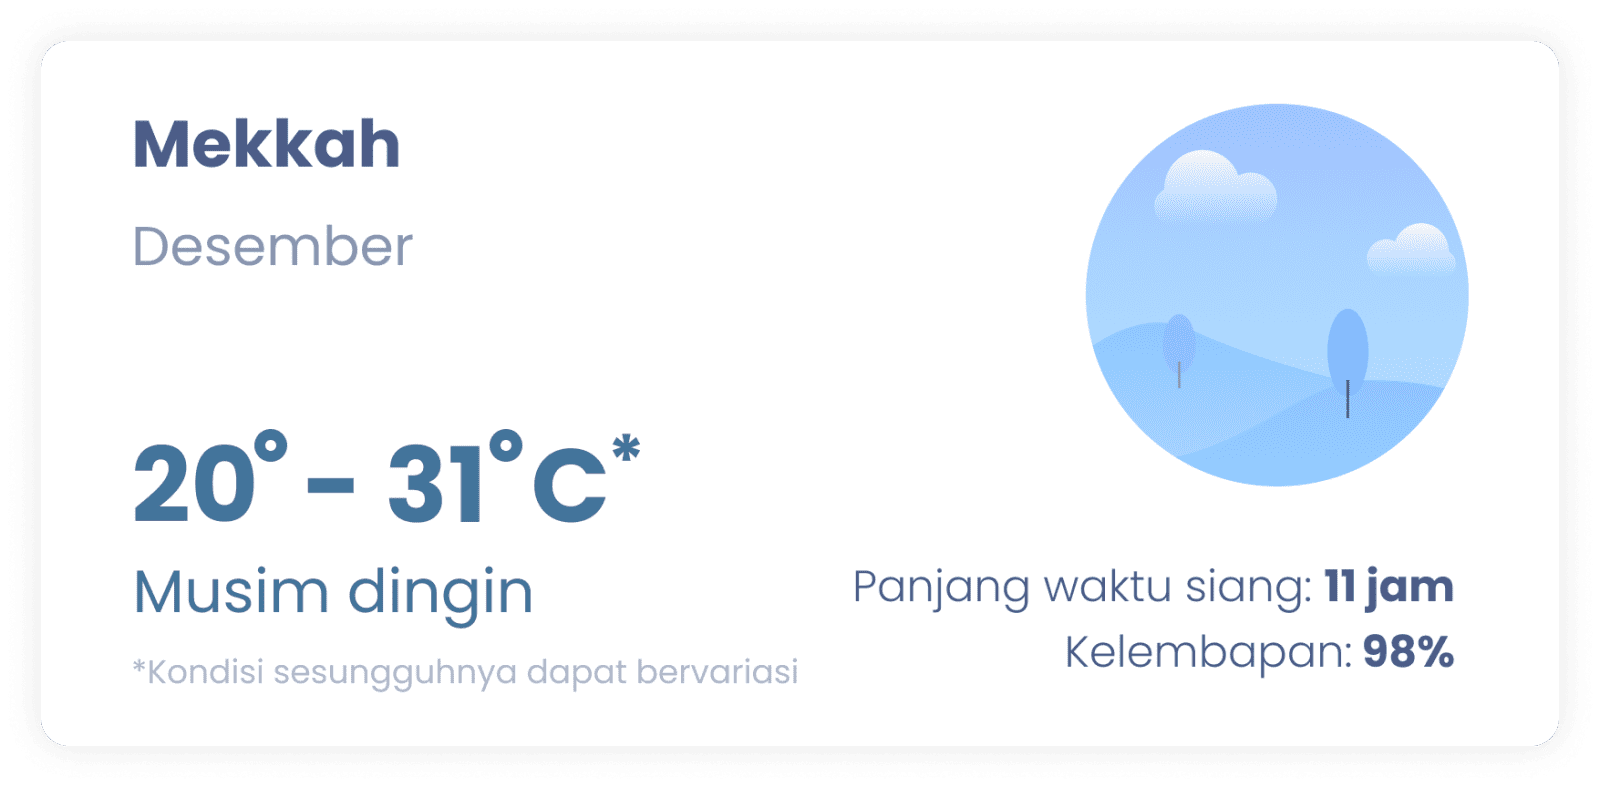 Mekkah
Desember
20° - 31°C*
Musim dingin
*Kondisi sesungguhnya dapat bervariasi
Panjang waktu siang: 11 jam
Kelembapan: 98%